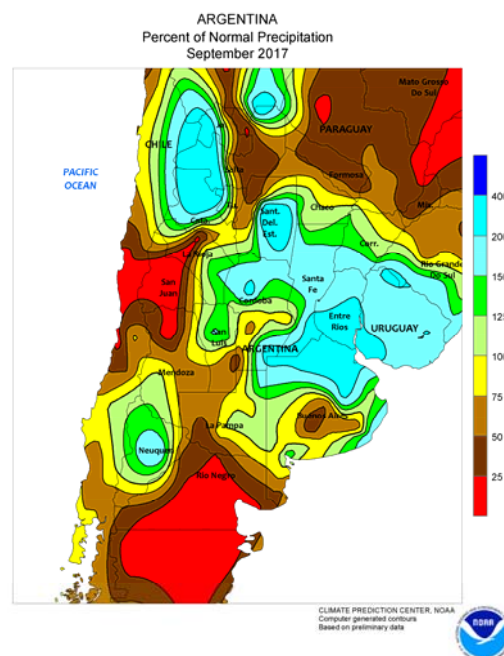 ARGENTINA
Percent of Normal Precipitation
September 2017
Mato Grosso
Do Sul
CHILE
PARAGUAY
PACIFIC
OCEAN
Salta
Formosa
Mis.
Chaco
Sant.
Del.
Est.
Corr.
La Rioja
Rio Grande
Do Sul
San
Juan
Santa
Fe
Cordoba
Entre
Rios
URUGUAY
San
Luis
ARGENTINA
Mendoza
Buenos Aires
La Pampa
Neuquen
Rio Negro
400
200
150
125
100
75
50
25
CLIMATE PREDICTION CENTER, NOAA
Computer generated contours
Based on preliminary data
NOAA